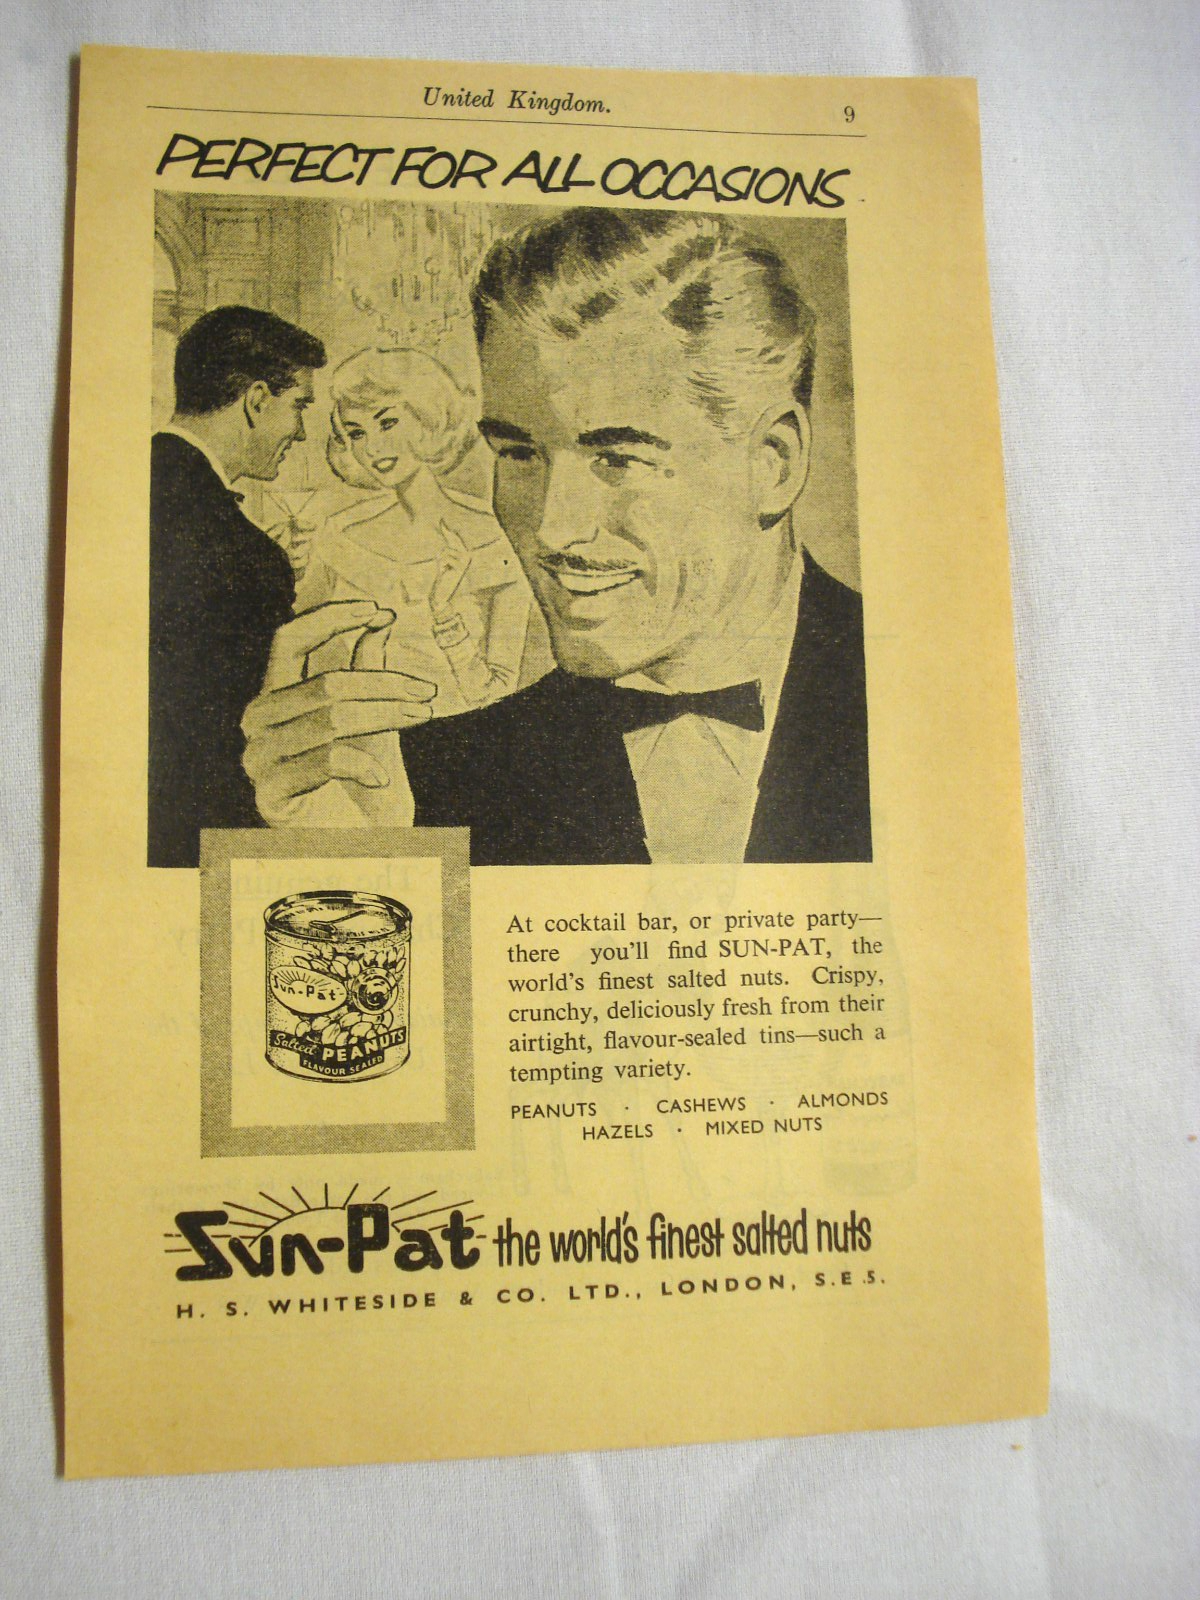 United Kingdom.
9
PERFECT FOR ALL OCCASIONS
Sun-Pat
Salted PEANUTS
FLAVOUR SEALED
At cocktail bar, or private party—
there you'll find SUN-PAT, the
world's finest salted nuts. Crispy,
crunchy, deliciously fresh from their
airtight, flavour-sealed tins—such a
tempting variety.
PEANUTS · CASHEWS · ALMONDS
HAZELS · MIXED NUTS
Sun-Pat the world's finest salted nuts
H. S. WHITESIDE & CO. LTD., LONDON, S.E.5.